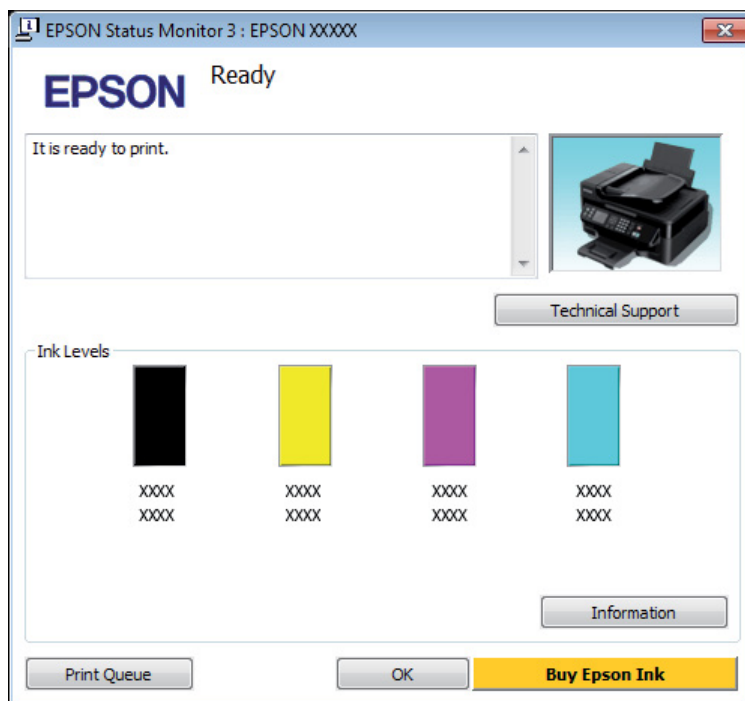 EPSON Status Monitor 3 : EPSON XXXXX
EPSON
Ready
It is ready to print.
Technical Support
Ink Levels
XXXX XXXX XXXX XXXX
XXXX XXXX XXXX XXXX
Information
Print Queue OK Buy Epson Ink